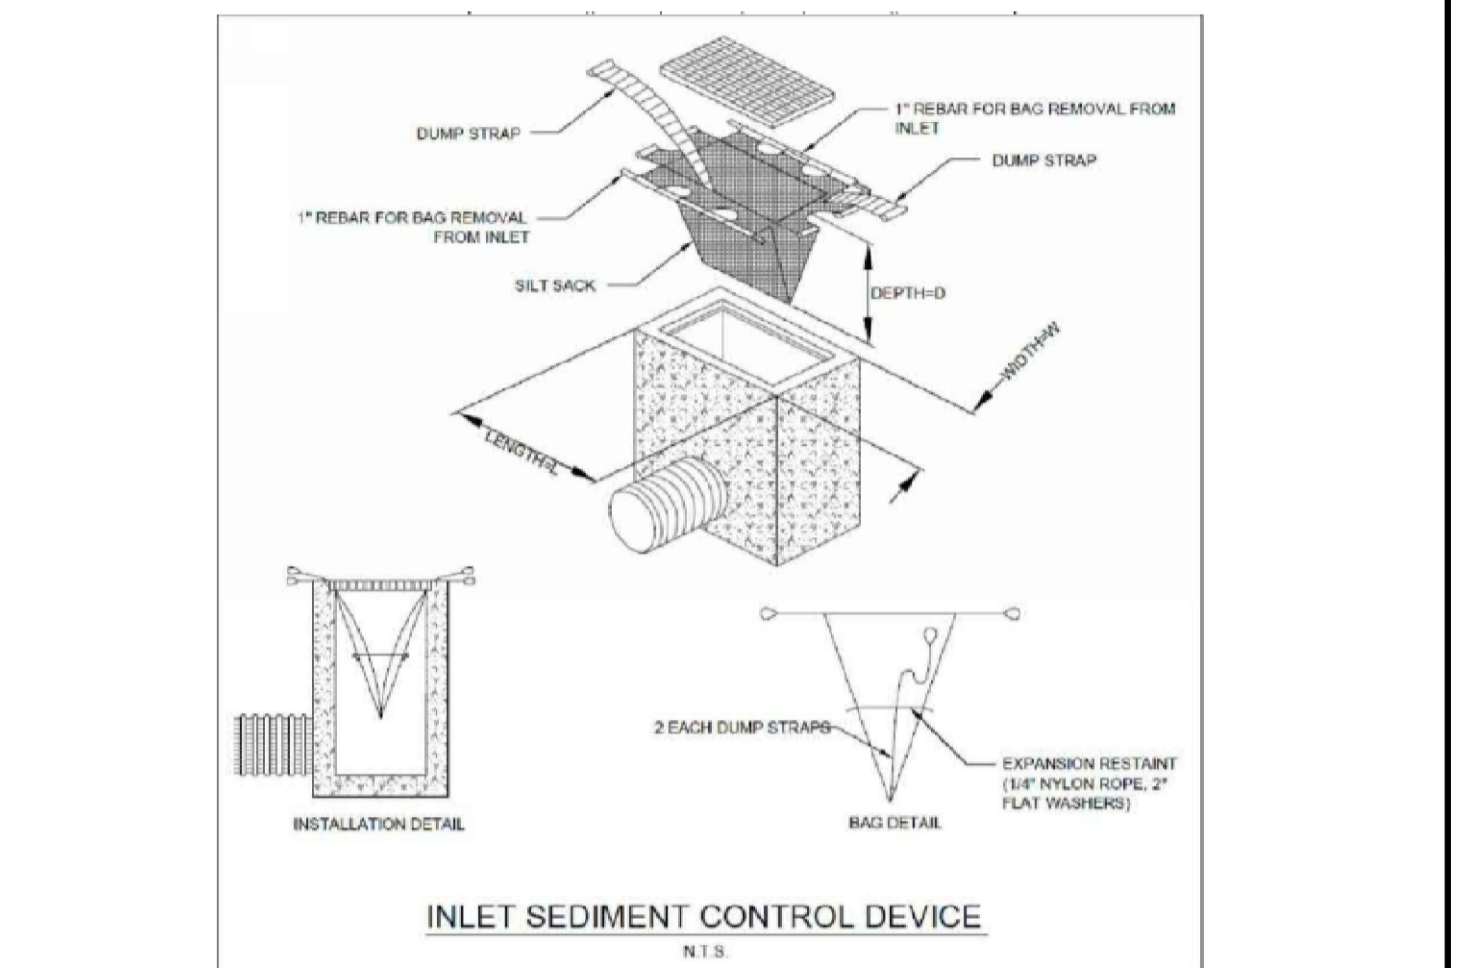 1" REBAR FOR BAG REMOVAL FROM
INLET
DUMP STRAP
DUMP STRAP
1" REBAR FOR BAG REMOVAL
FROM INLET
SILT SACK
DEPTH=D
WIDTH=W
LENGTH=L
2 EACH DUMP STRAPS
EXPANSION RESTAINT
(1/4" NYLON ROPE, 2"
FLAT WASHERS)
INSTALLATION DETAIL
BAG DETAIL
INLET SEDIMENT CONTROL DEVICE
N.T.S.